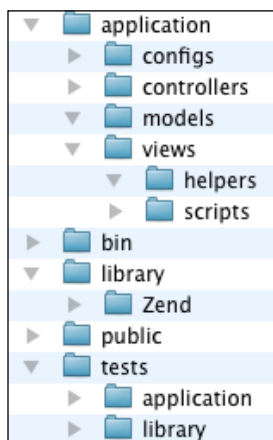 application
configs
controllers
models
views
helpers
scripts
bin
library
Zend
public
tests
application
library